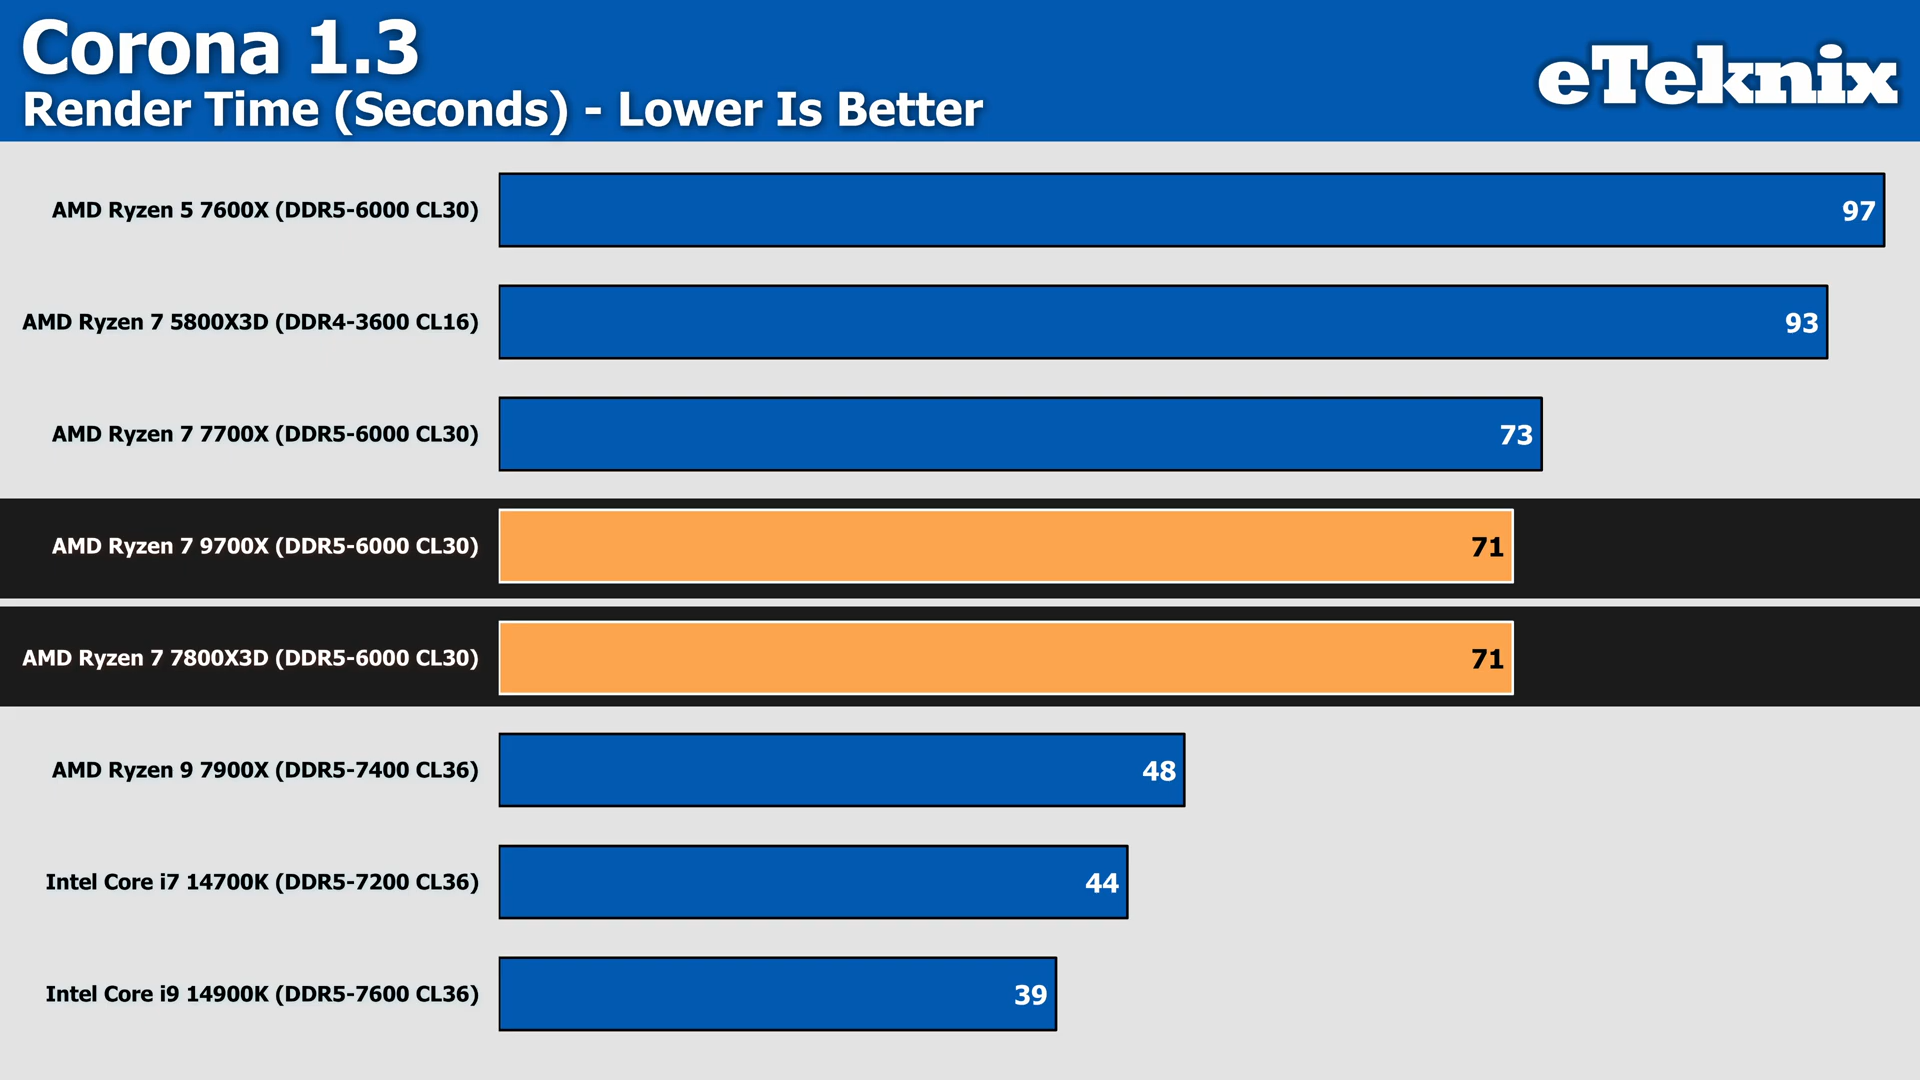 Corona 1.3
Render Time (Seconds) - Lower Is Better
eTeknix
AMD Ryzen 5 7600X (DDR5-6000 CL30) 97
AMD Ryzen 7 5800X3D (DDR4-3600 CL16) 93
AMD Ryzen 7 7700X (DDR5-6000 CL30) 73
AMD Ryzen 7 9700X (DDR5-6000 CL30) 71
AMD Ryzen 7 7800X3D (DDR5-6000 CL30) 71
AMD Ryzen 9 7900X (DDR5-7400 CL36) 48
Intel Core i7 14700K (DDR5-7200 CL36) 44
Intel Core i9 14900K (DDR5-7600 CL36) 39